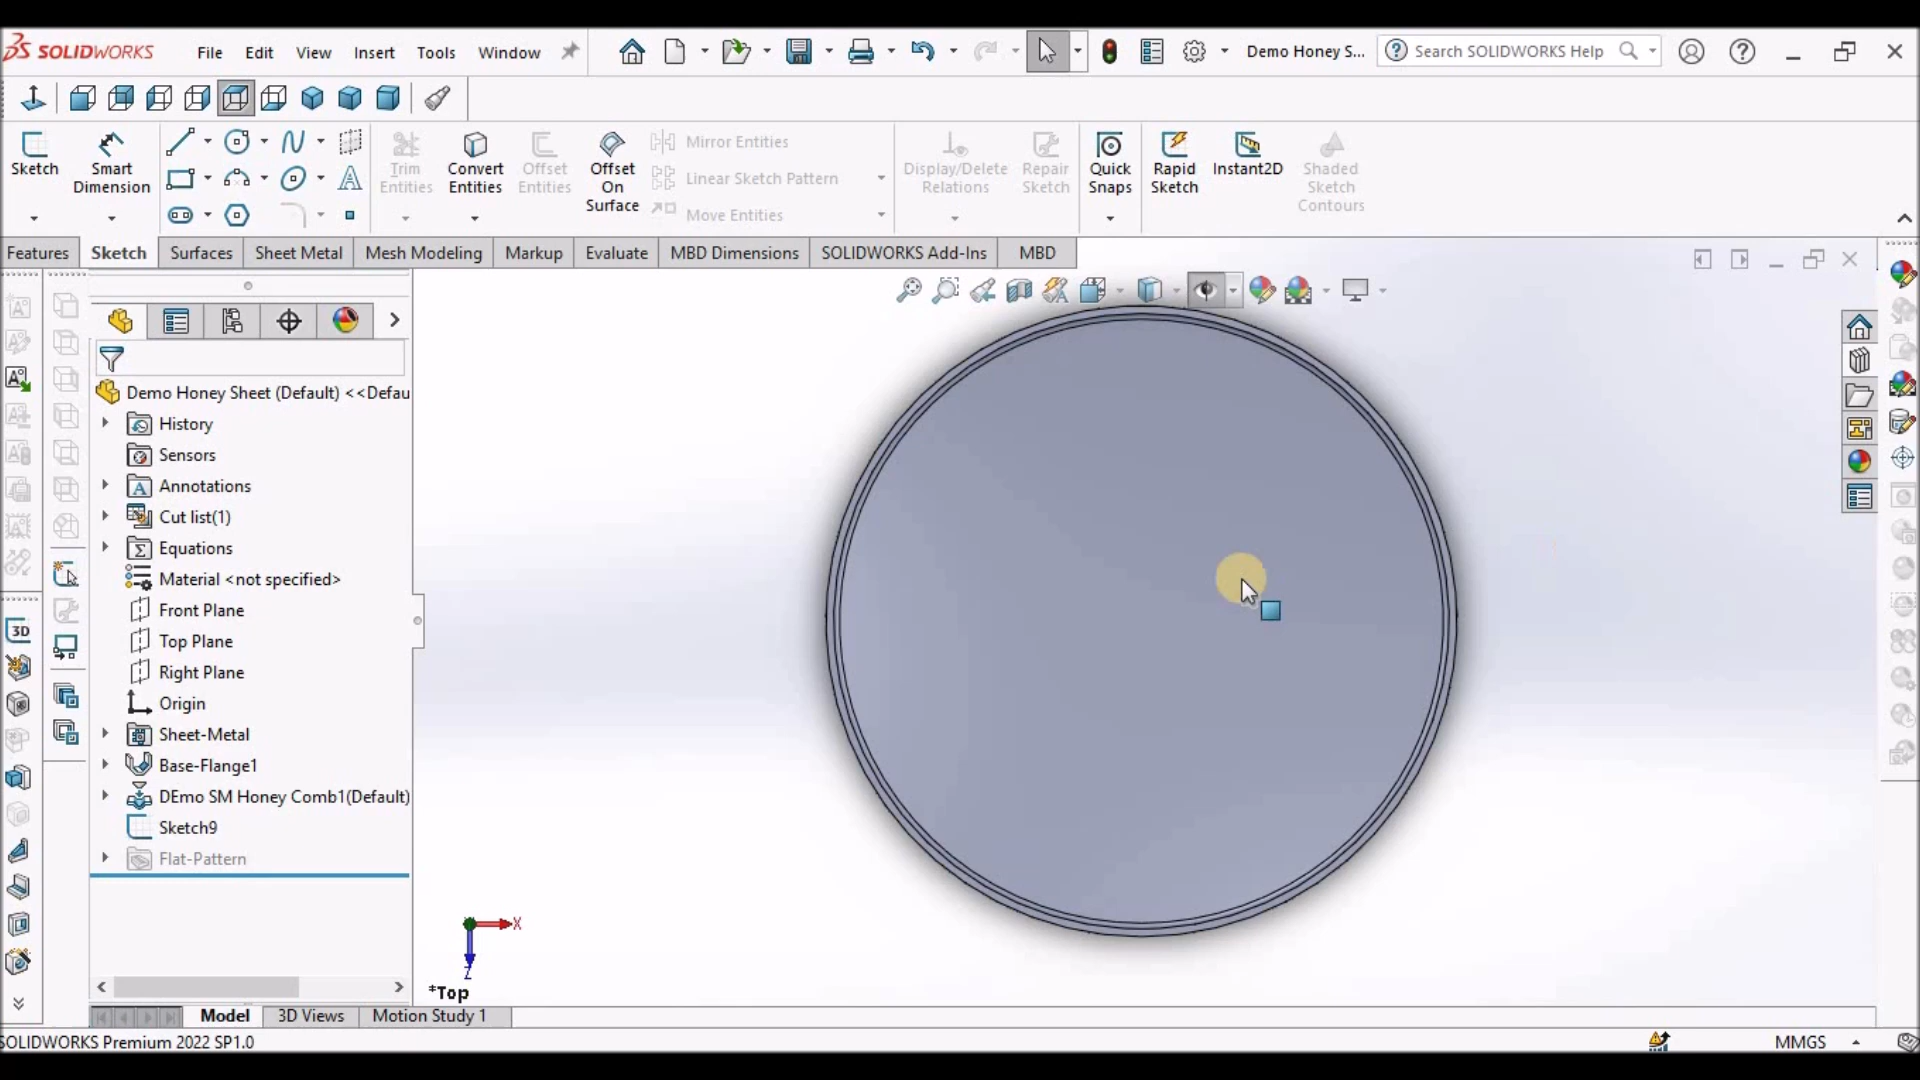 SOLIDWORKS File Edit View Insert Tools Window Demo Honey S... Search SOLIDWORKS Help
Sketch Smart Dimension Trim Entities Convert Entities Offset Entities Offset On Surface Mirror Entities Display/Delete Relations Repair Sketch Quick Snaps Rapid Sketch Instant2D Shaded Sketch Contours
Linear Sketch Pattern
Move Entities
Features Sketch Surfaces Sheet Metal Mesh Modeling Markup Evaluate MBD Dimensions SOLIDWORKS Add-Ins MBD
Demo Honey Sheet (Default) <<Defau
History
Sensors
Annotations
Cut list(1)
Equations
Material <not specified>
Front Plane
Top Plane
3D
Right Plane
Origin
Sheet-Metal
Base-Flange1
DEmo SM Honey Comb1(Default)
Sketch9
Flat-Pattern
X
Z
*Top
Model 3D Views Motion Study 1
SOLIDWORKS Premium 2022 SP1.0 MMGS